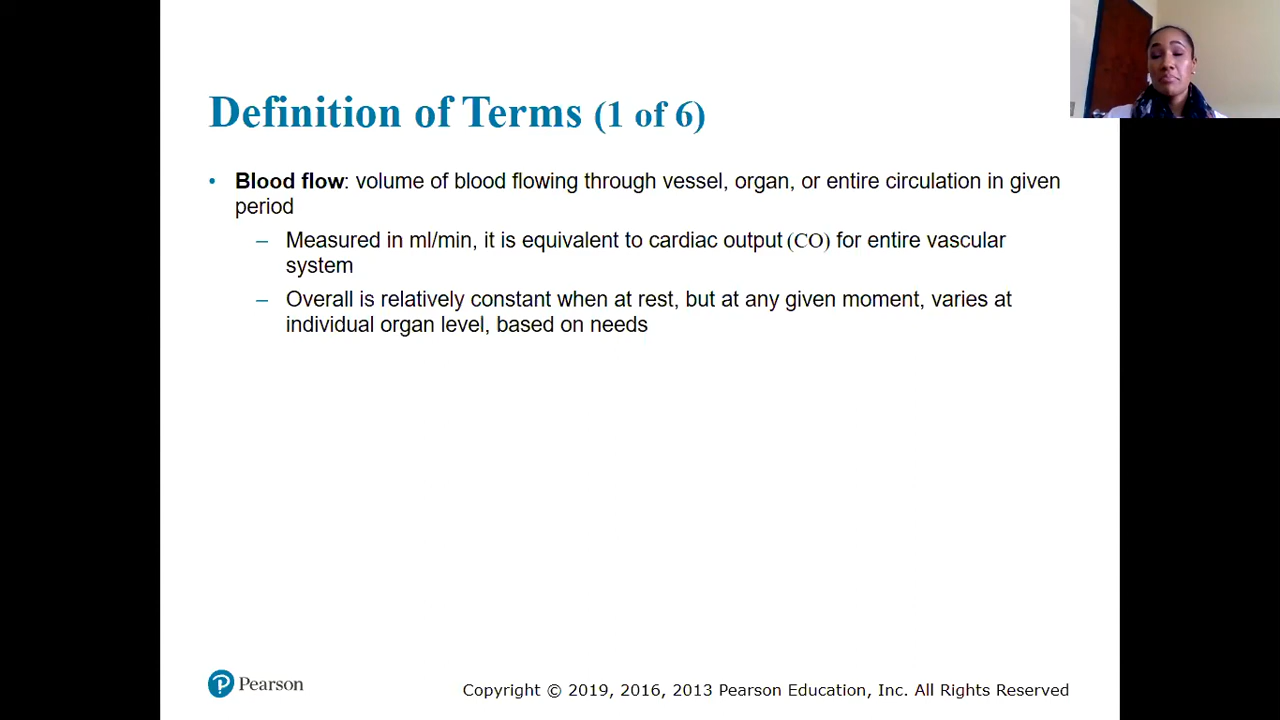 Definition of Terms (1 of 6)
• Blood flow: volume of blood flowing through vessel, organ, or entire circulation in given
period
– Measured in ml/min, it is equivalent to cardiac output (CO) for entire vascular
system
– Overall is relatively constant when at rest, but at any given moment, varies at
individual organ level, based on needs
Pearson
Copyright © 2019, 2016, 2013 Pearson Education, Inc. All Rights Reserved